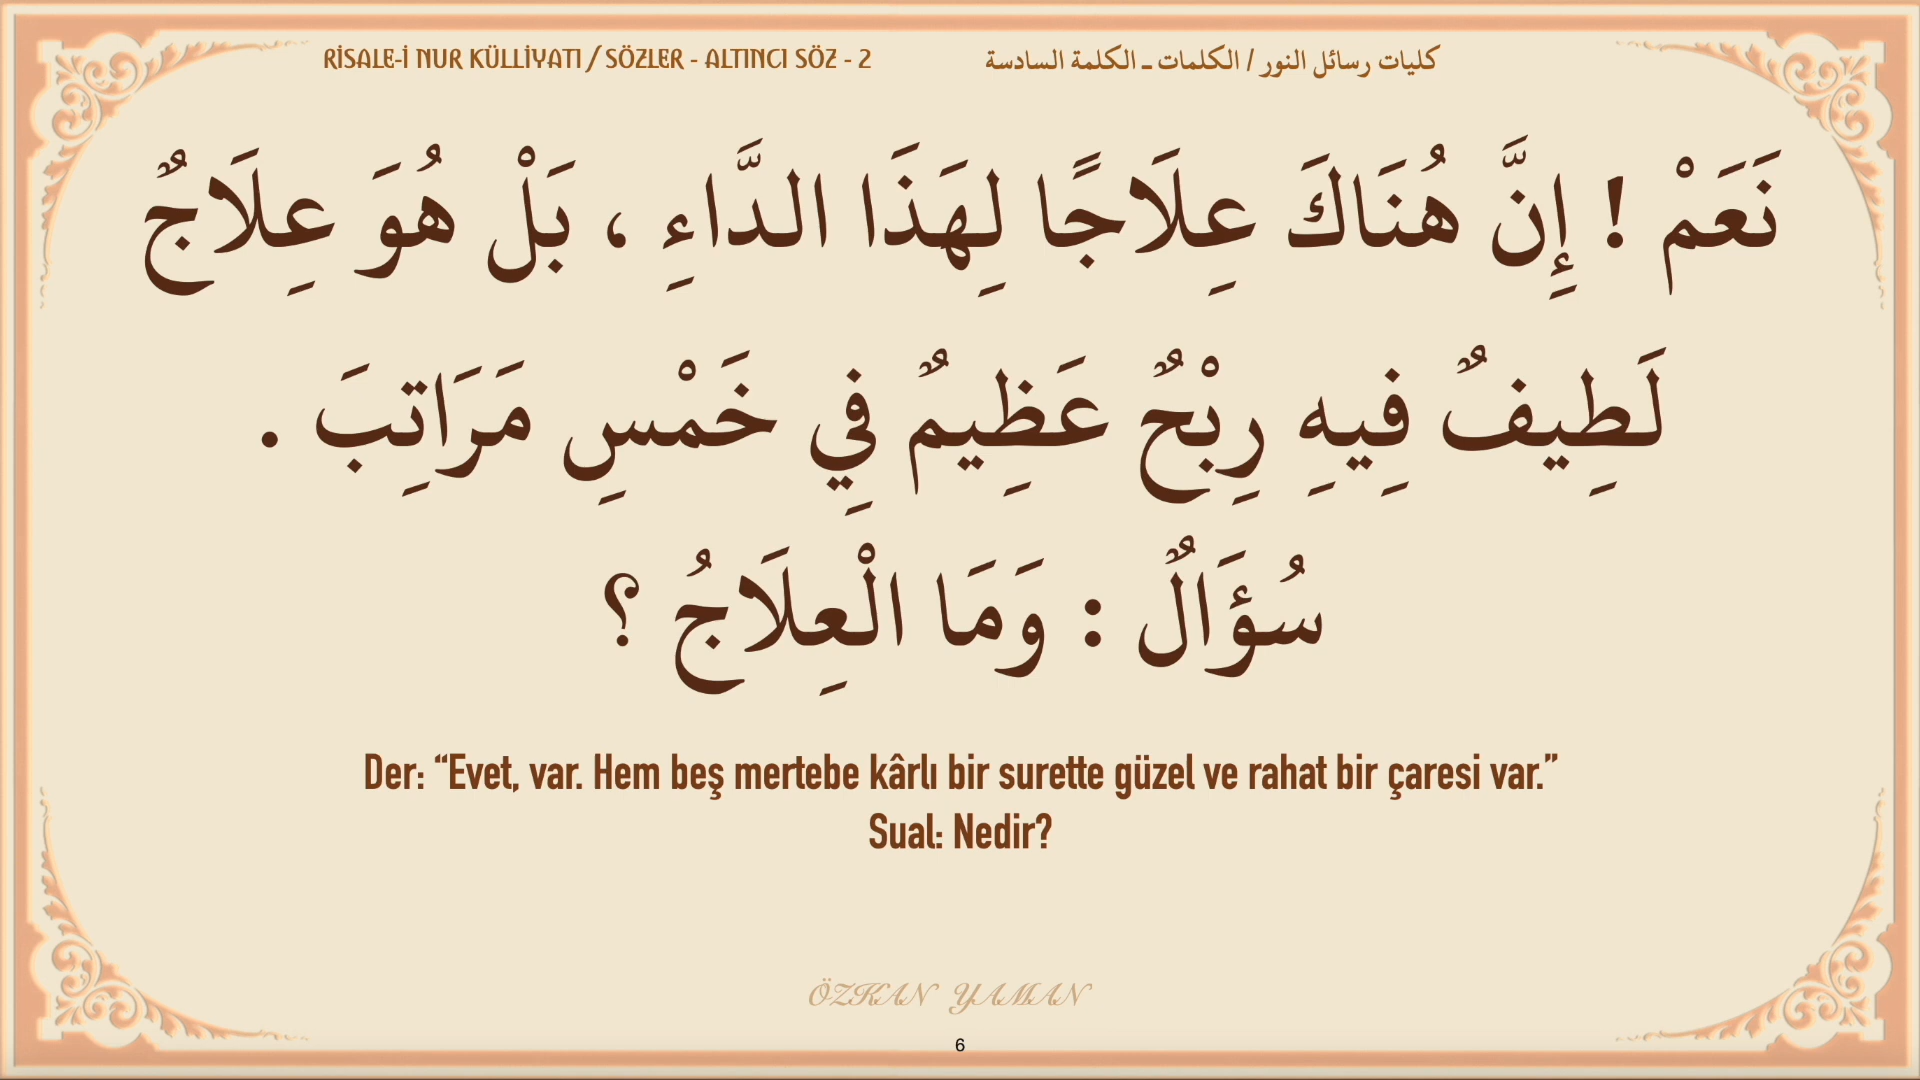 RİSALE-İ NUR KÜLLİYATI / SÖZLER - ALTINCI SÖZ - 2
كليات رسائل النور / الكلمات ـ الكلمة السادسة
نَعَمْ ! إِنَّ هُنَاكَ عِلَاجًا لِهَذَا الدَّاءِ ، بَلْ هُوَ عِلَاجٌ
لَطِيفٌ فِيهِ رِبْحٌ عَظِيمٌ فِي خَمْسِ مَرَاتِبَ .
سُؤَالٌ : وَمَا الْعِلَاجُ ؟
Der: “Evet, var. Hem beş mertebe kârlı bir surette güzel ve rahat bir çaresi var.”
Sual: Nedir?
ÖZKAN YAMAN
6